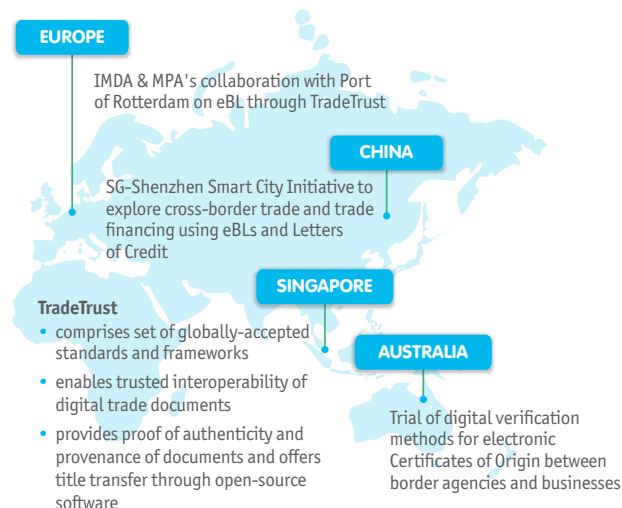 EUROPE
IMDA & MPA's collaboration with Port
of Rotterdam on eBL through TradeTrust
CHINA
SG-Shenzhen Smart City Initiative to
explore cross-border trade and trade
financing using eBLs and Letters
of Credit
SINGAPORE
TradeTrust
• comprises set of globally-accepted
standards and frameworks
• enables trusted interoperability of
digital trade documents
• provides proof of authenticity and
provenance of documents and offers
title transfer through open-source
software
AUSTRALIA
Trial of digital verification
methods for electronic
Certificates of Origin between
border agencies and businesses